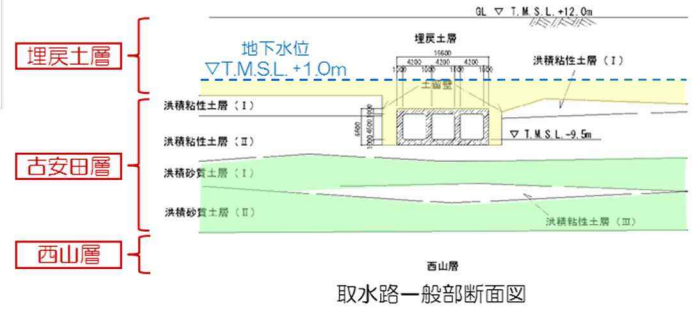 GL ▽ T.M.S.L.+12.0m
埋戻土層
埋戻土層
地下水位
▽T.M.S.L.+1.0m
15600
4200 4200 4200
洪積粘性土層(Ⅰ)
土留壁
古安田層
洪積粘性土層(Ⅰ)
洪積粘性土層(Ⅱ)
▽ T.M.S.L.-9.5m
洪積砂質土層(Ⅰ)
洪積砂質土層(Ⅱ)
洪積粘性土層(Ⅲ)
西山層
西山層
取水路一般部断面図